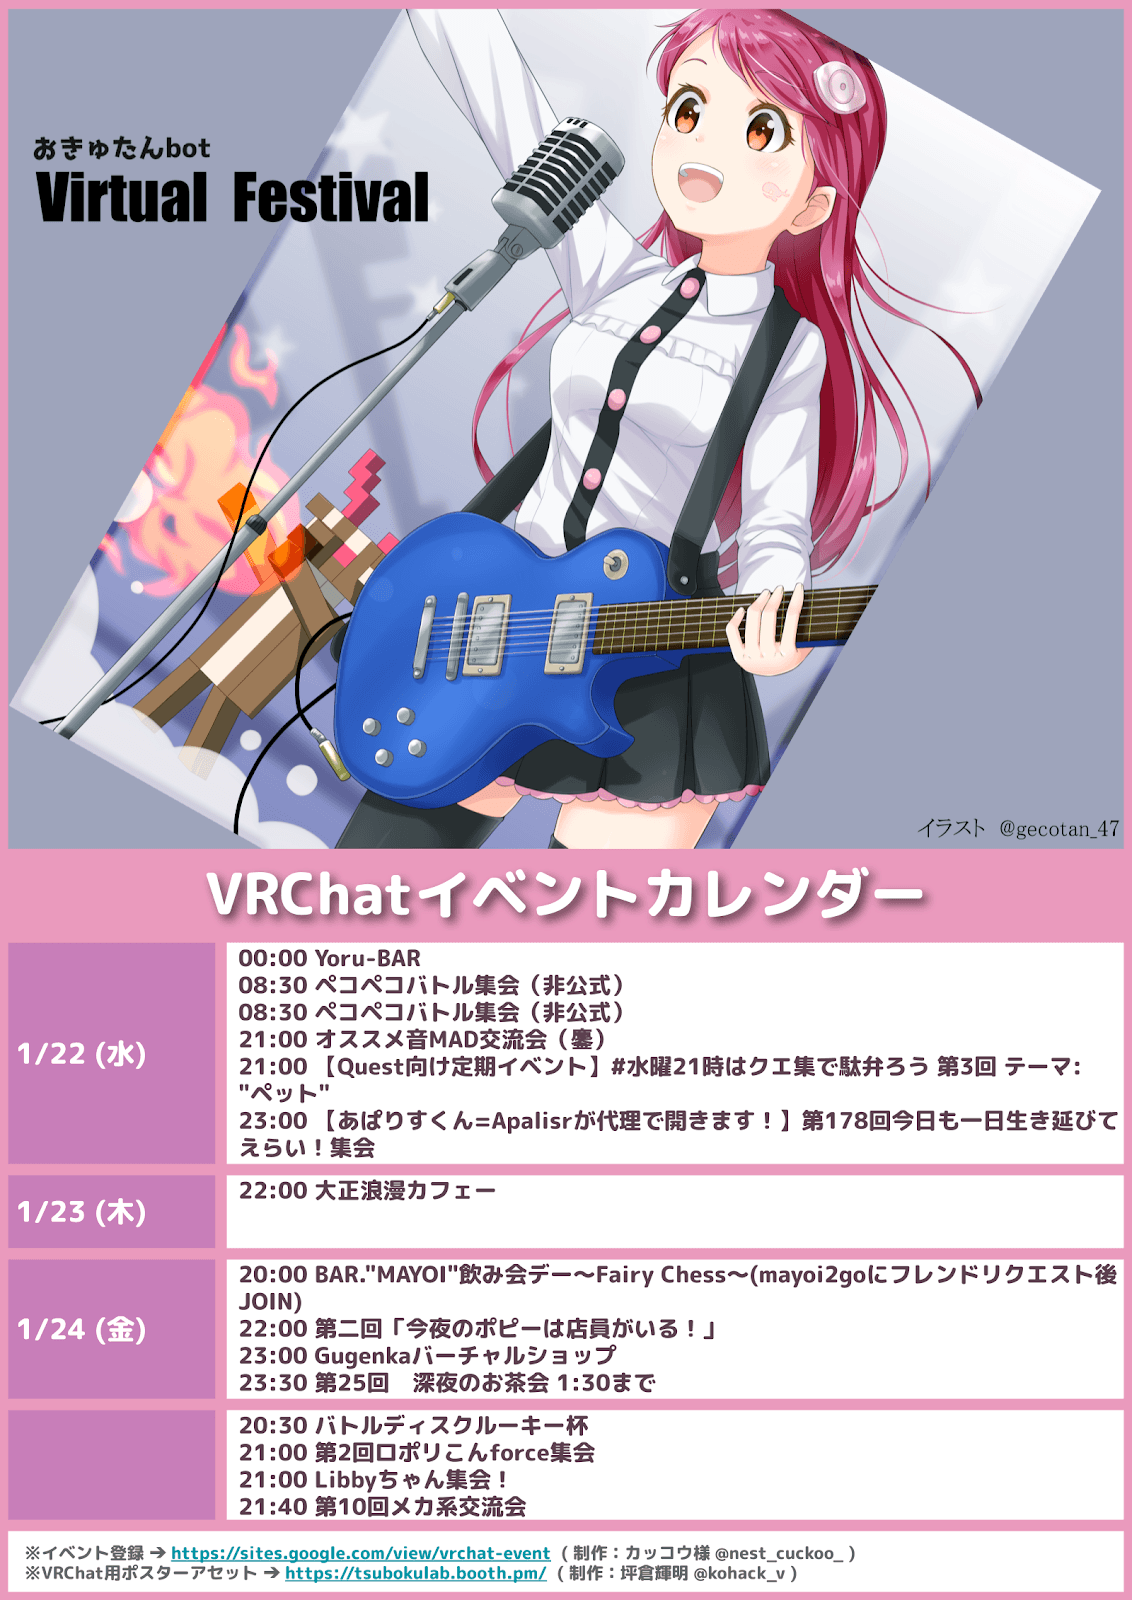 おきゅたんbot
Virtual Festival
イラスト @gecotan_47
VRChatイベントカレンダー
1/22 (水)
00:00 Yoru-BAR
08:30 ペコペコバトル集会（非公式）
08:30 ペコペコバトル集会（非公式）
21:00 オススメ音MAD交流会（鏖）
21:00 【Quest向け定期イベント】#水曜21時はクエ集で駄弁ろう 第3回 テーマ:
"ペット"
23:00 【あぱりすくん=Apalisrが代理で開きます！】第178回今日も一日生き延びて
えらい！集会
1/23 (木)
22:00 大正浪漫カフェー
1/24 (金)
20:00 BAR."MAYOI"飲み会デー～Fairy Chess～(mayoi2goにフレンドリクエスト後
JOIN)
22:00 第二回「今夜のポピーは店員がいる！」
23:00 Gugenkaバーチャルショップ
23:30 第25回　深夜のお茶会 1:30まで
20:30 バトルディスクルーキー杯
21:00 第2回ロポリこんforce集会
21:00 Libbyちゃん集会！
21:40 第10回メカ系交流会
※イベント登録 → https://sites.google.com/view/vrchat-event ( 制作：カッコウ様 @nest_cuckoo_ )
※VRChat用ポスターアセット → https://tsubokulab.booth.pm/ ( 制作：坪倉輝明 @kohack_v )